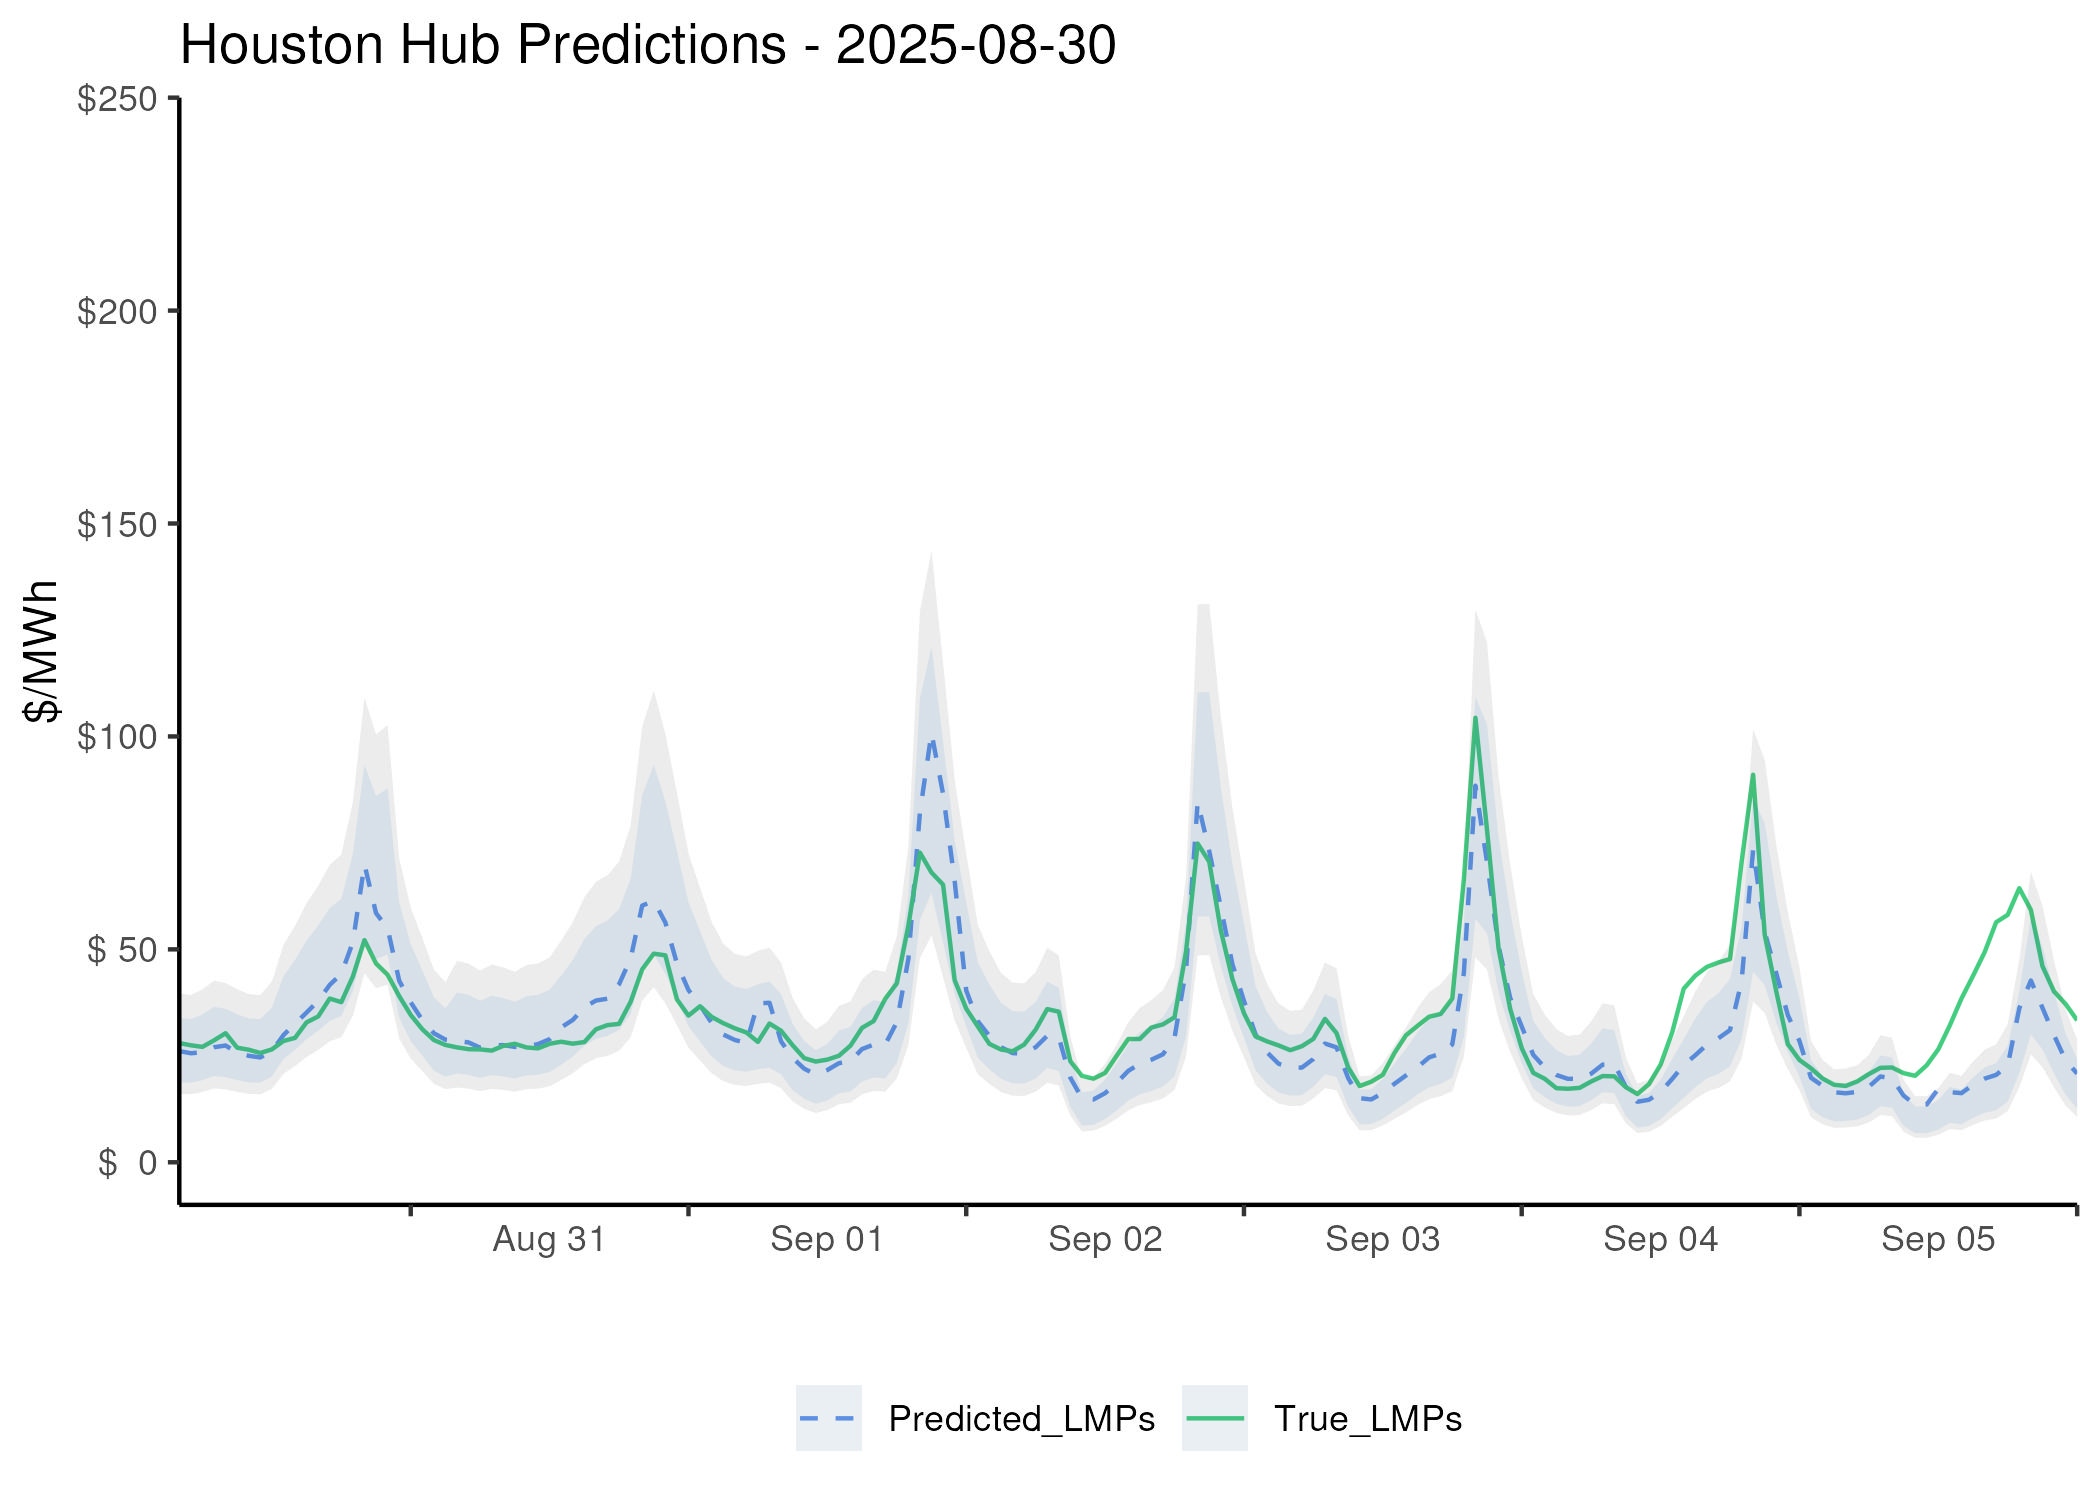 Houston Hub Predictions - 2025-08-30
$250
$200
$150
$100
$ 50
$  0
$/MWh
Aug 31
Sep 01
Sep 02
Sep 03
Sep 04
Sep 05
Predicted_LMPs
True_LMPs